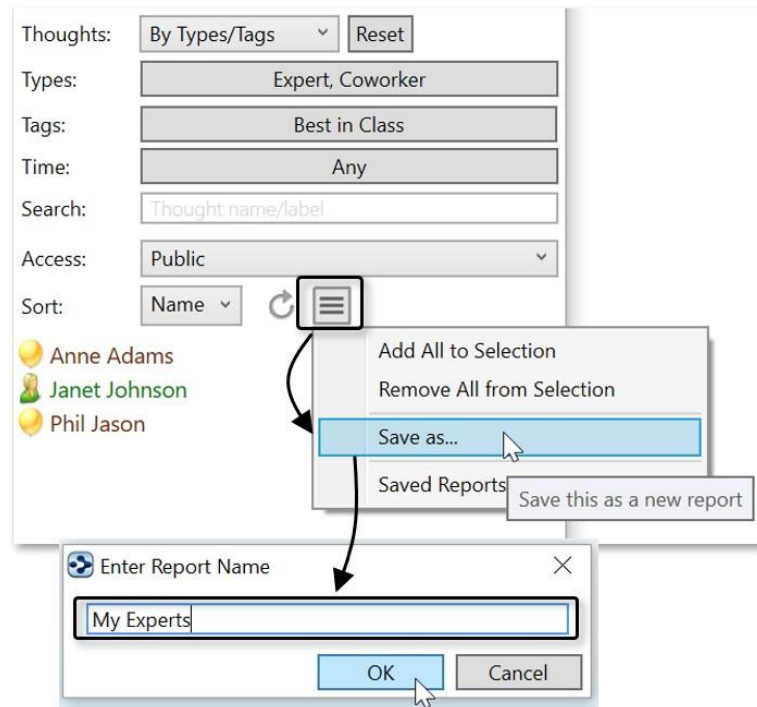 Thoughts: By Types/Tags Reset
Types: Expert, Coworker
Tags: Best in Class
Time: Any
Search: Thought name/label
Access: Public
Sort: Name
Anne Adams
Janet Johnson
Phil Jason
Add All to Selection
Remove All from Selection
Save as...
Saved Reports
Save this as a new report
Enter Report Name
My Experts
OK Cancel